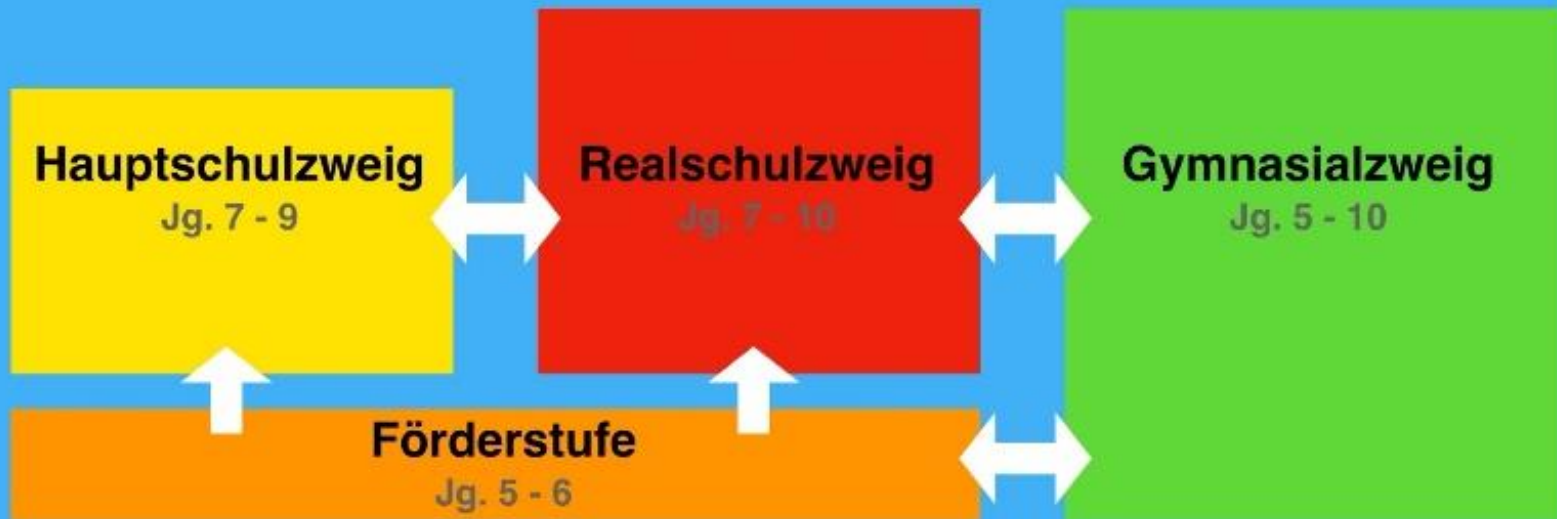 Hauptschulzweig
Jg. 7 - 9
Realschulzweig
Jg. 7 - 10
Gymnasialzweig
Jg. 5 - 10
Förderstufe
Jg. 5 - 6